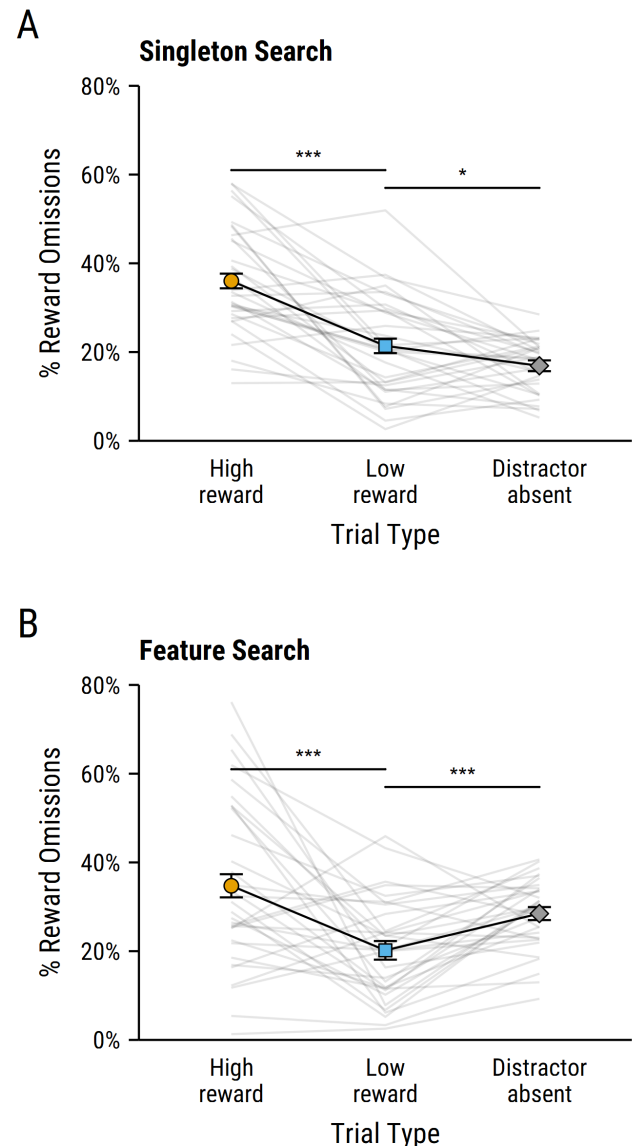 A
Singleton Search
80%
60%
40%
20%
0%
% Reward Omissions
***
*
High
reward
Low
reward
Distractor
absent
Trial Type
B
Feature Search
80%
60%
40%
20%
0%
% Reward Omissions
***
***
High
reward
Low
reward
Distractor
absent
Trial Type